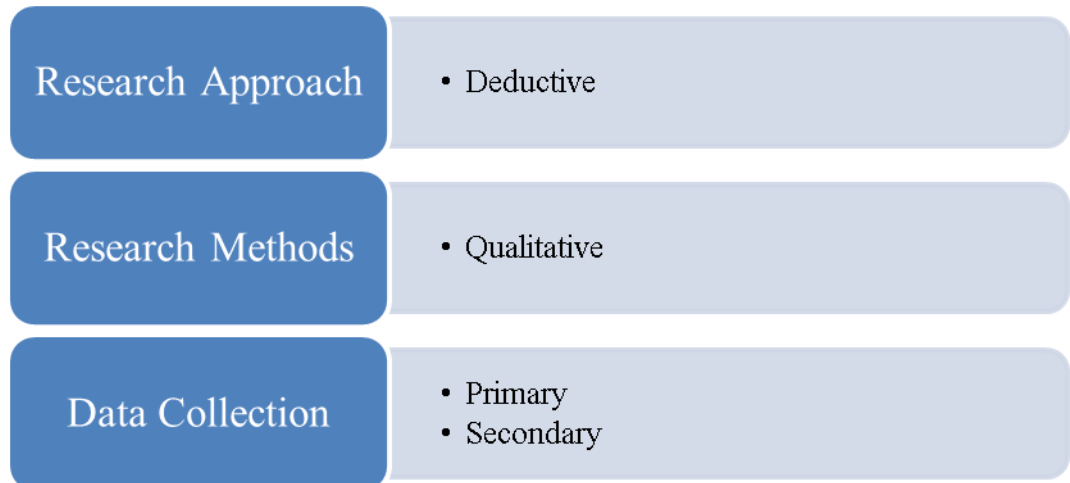 Research Approach
• Deductive
Research Methods
• Qualitative
Data Collection
• Primary
• Secondary